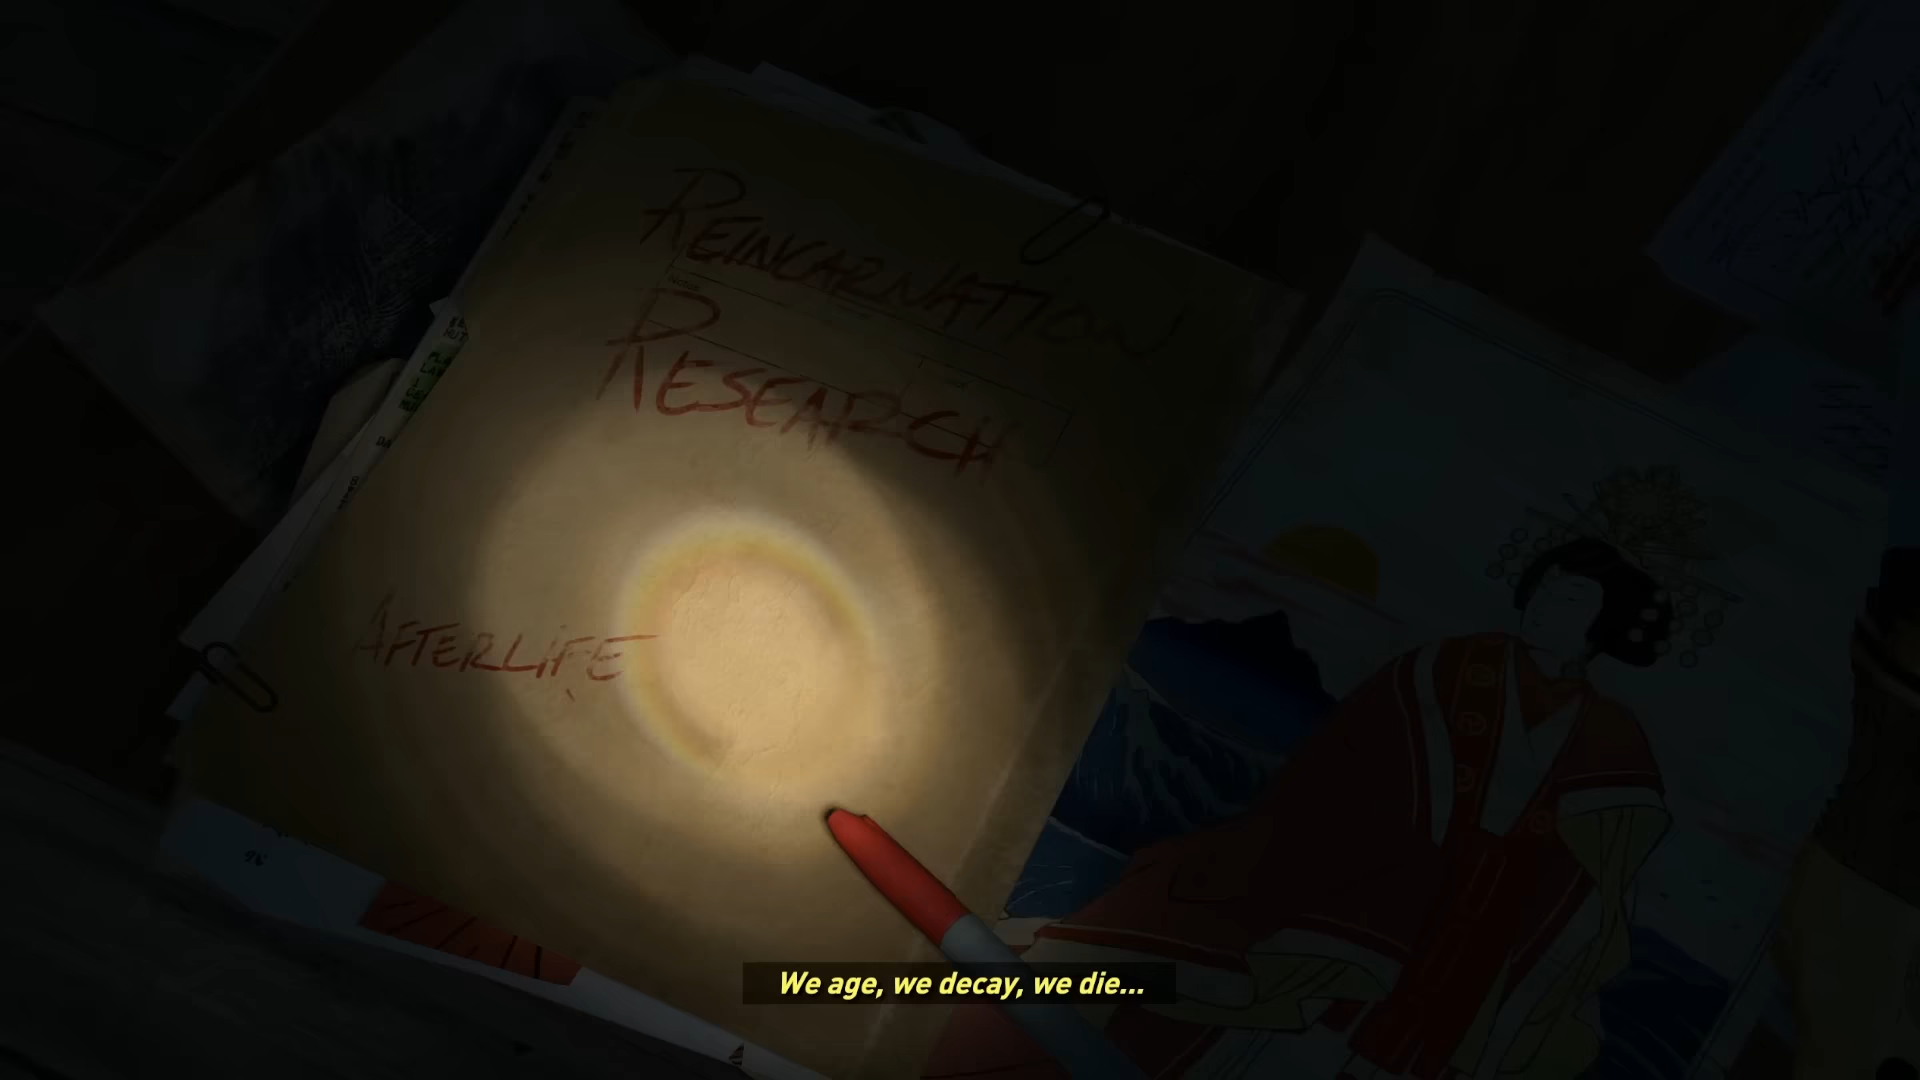 REINCARNATION
RESEARCH
AFTERLIFE
We age, we decay, we die...